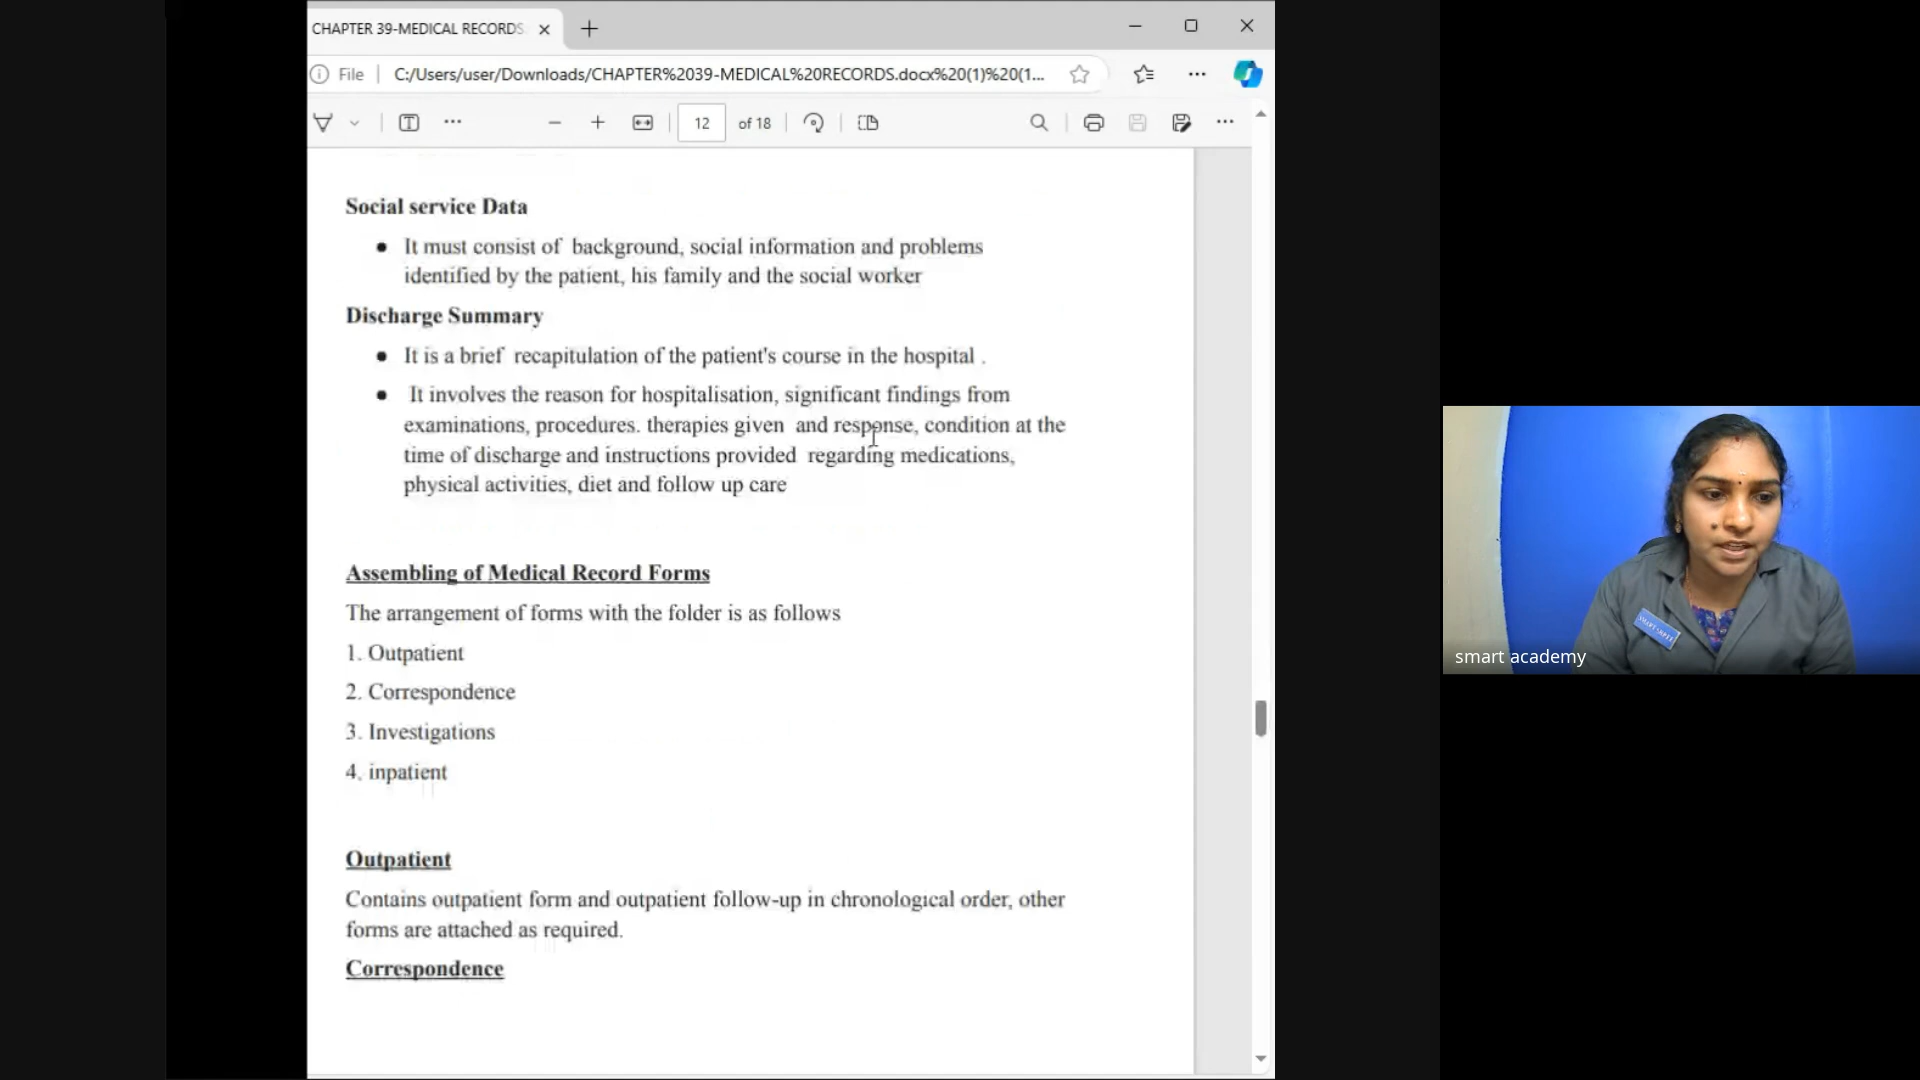 CHAPTER 39-MEDICAL RECORDS
File
C:/Users/user/Downloads/CHAPTER%2039-MEDICAL%20RECORDS.docx%20(1)%20(1...
12 of 18
Social service Data
• It must consist of background, social information and problems
identified by the patient, his family and the social worker
Discharge Summary
• It is a brief recapitulation of the patient's course in the hospital .
• It involves the reason for hospitalisation, significant findings from
examinations, procedures. therapies given and response, condition at the
time of discharge and instructions provided regarding medications,
physical activities, diet and follow up care
Assembling of Medical Record Forms
The arrangement of forms with the folder is as follows
1. Outpatient
2. Correspondence
3. Investigations
4. inpatient
Outpatient
Contains outpatient form and outpatient follow-up in chronological order, other
forms are attached as required.
Correspondence
smart academy